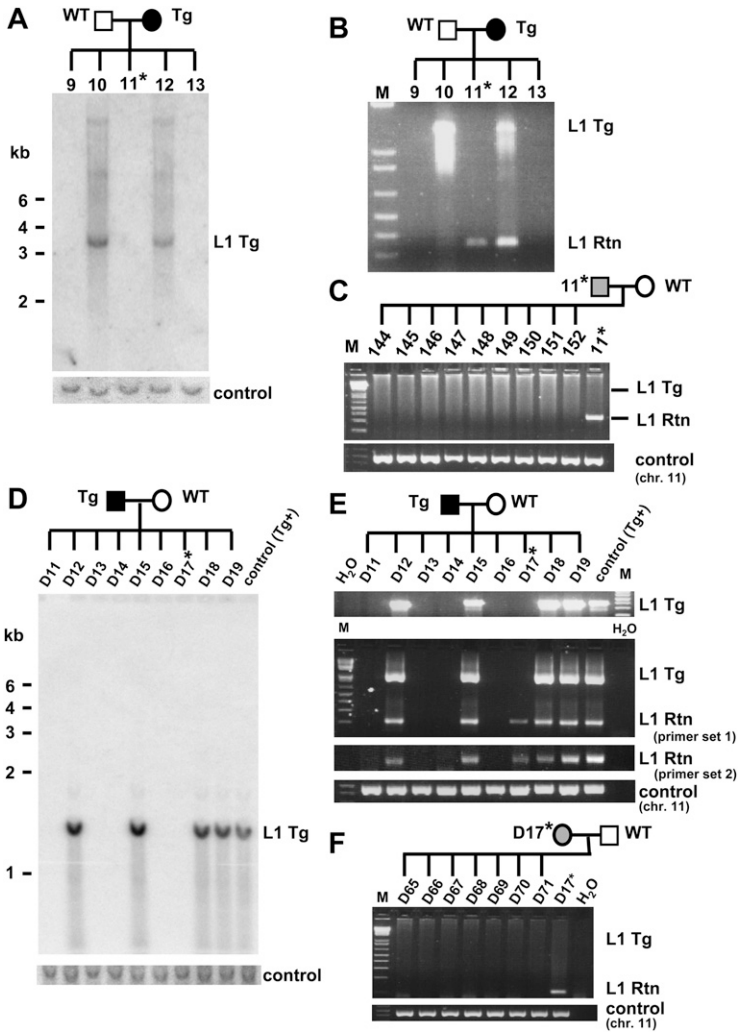 A
WT Tg
9 10 11* 12 13
kb
6
4
3
2
L1 Tg
control
B
WT Tg
M 9 10 11* 12 13
L1 Tg
L1 Rtn
C
11* WT
M 144 145 146 147 148 149 150 151 152 11*
L1 Tg
L1 Rtn
control
(chr. 11)
D
Tg WT
D11 D12 D13 D14 D15 D16 D17* D18 D19 control (Tg+)
kb
6
4
3
2
1
L1 Tg
control
E
Tg WT
H2O D11 D12 D13 D14 D15 D16 D17* D18 D19 control (Tg+) M
L1 Tg
M H2O
L1 Tg
L1 Rtn
(primer set 1)
L1 Rtn
(primer set 2)
control
(chr. 11)
F
D17* WT
M D65 D66 D67 D68 D69 D70 D71 D17* H2O
L1 Tg
L1 Rtn
control
(chr. 11)